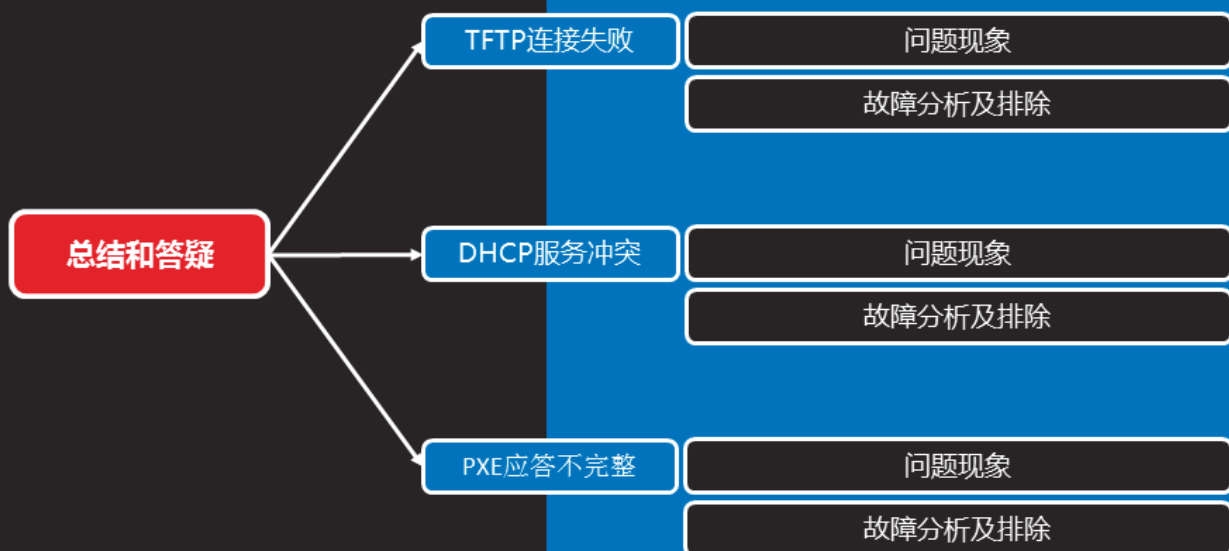 TFTP连接失败
问题现象
故障分析及排除
总结和答疑
DHCP服务冲突
问题现象
故障分析及排除
PXE应答不完整
问题现象
故障分析及排除